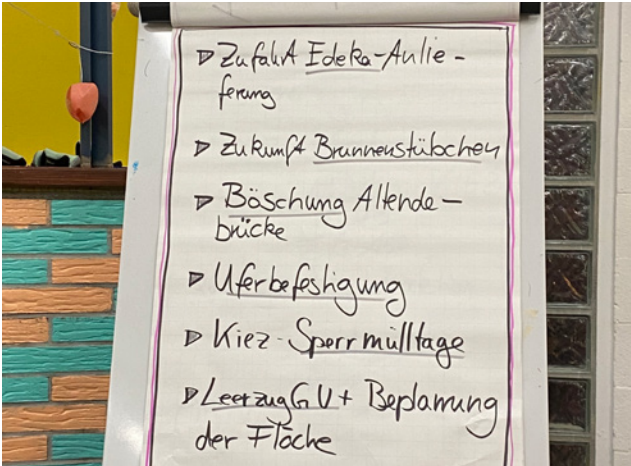 ▷ Zufahrt Edeka-Anlie-
ferung
▷ Zukunft Brunnenstübchen
▷ Böschung Allende-
brücke
▷ Uferbefestigung
▷ Kiez-Sperrmülltage
▷ Leerzug GU + Beplanung
der Fläche